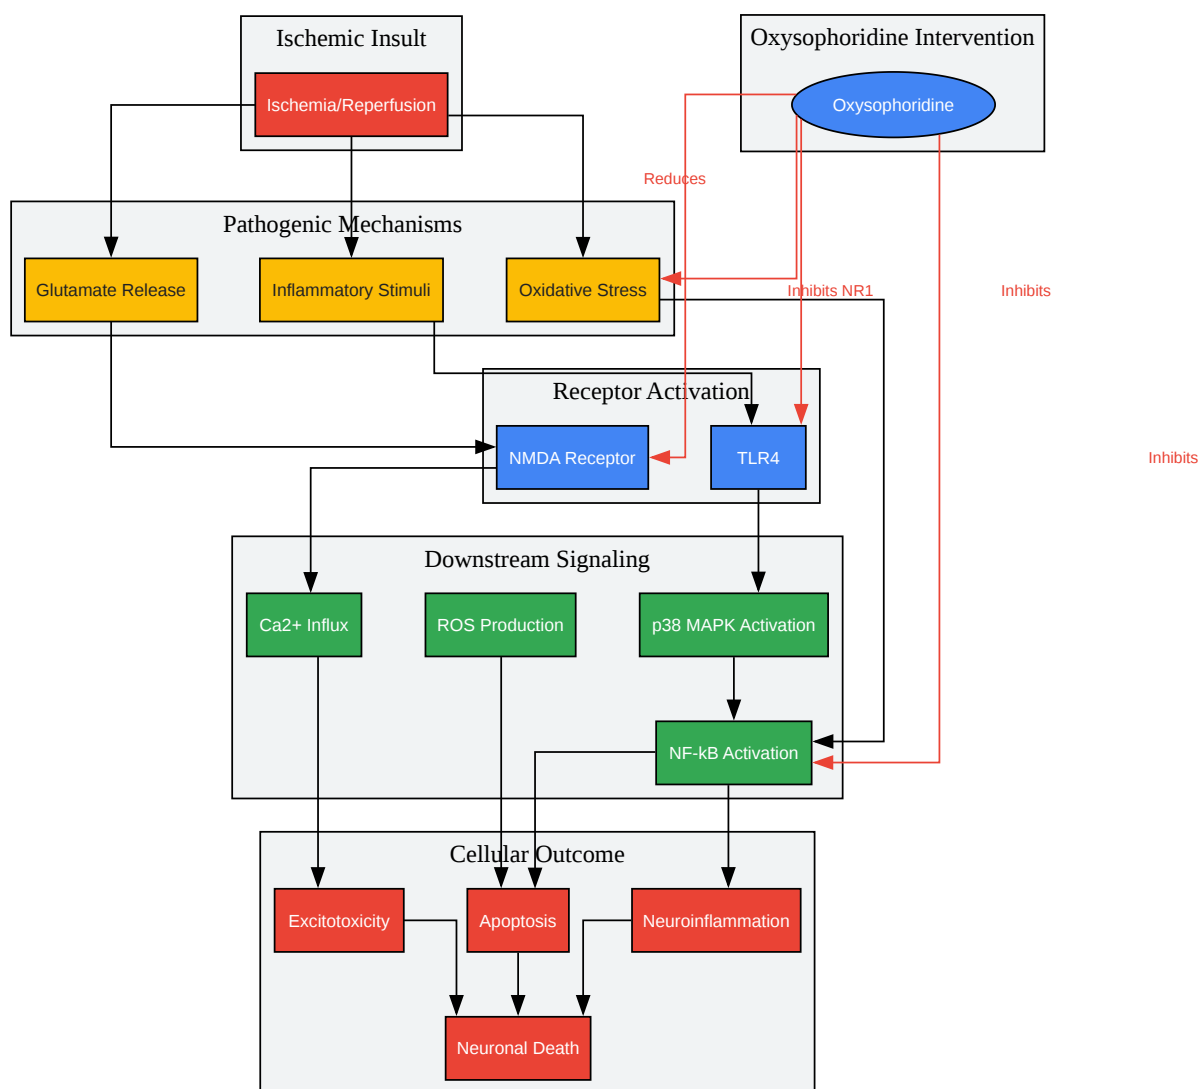 Ischemic Insult
Oxysophoridine Intervention
Ischemia/Reperfusion
Oxysophoridine
Reduces
Pathogenic Mechanisms
Glutamate Release
Inflammatory Stimuli
Oxidative Stress
Inhibits NR1
Inhibits
Receptor Activation
NMDA Receptor
TLR4
Inhibits
Downstream Signaling
Ca2+ Influx
ROS Production
p38 MAPK Activation
NF-kB Activation
Cellular Outcome
Excitotoxicity
Apoptosis
Neuroinflammation
Neuronal Death